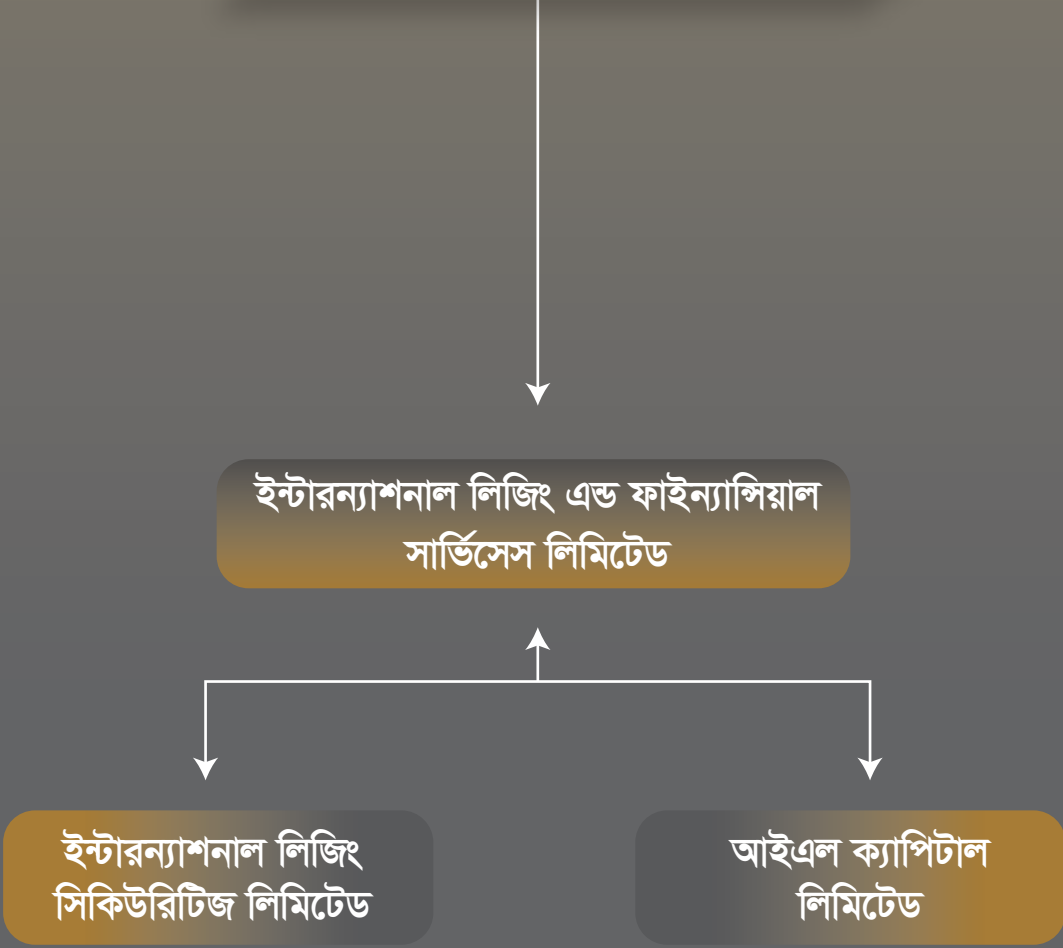 ইন্টারন্যাশনাল লিজিং এন্ড ফাইন্যান্সিয়াল
সার্ভিসেস লিমিটেড
ইন্টারন্যাশনাল লিজিং
সিকিউরিটিজ লিমিটেড
আইএল ক্যাপিটাল
লিমিটেড